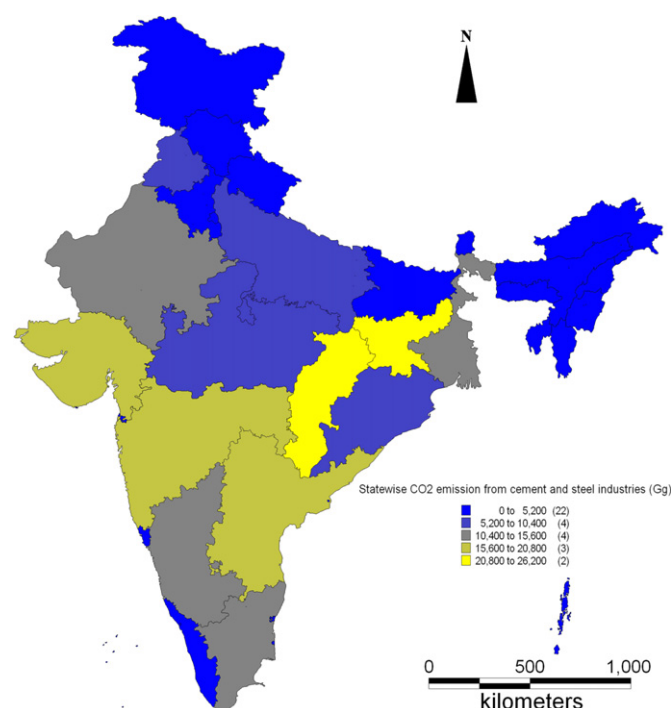 N
Statewise CO2 emission from cement and steel industries (Gg)
0 to 5,200 (22)
5,200 to 10,400 (4)
10,400 to 15,600 (4)
15,600 to 20,800 (3)
20,800 to 26,200 (2)
0 500 1,000
kilometers